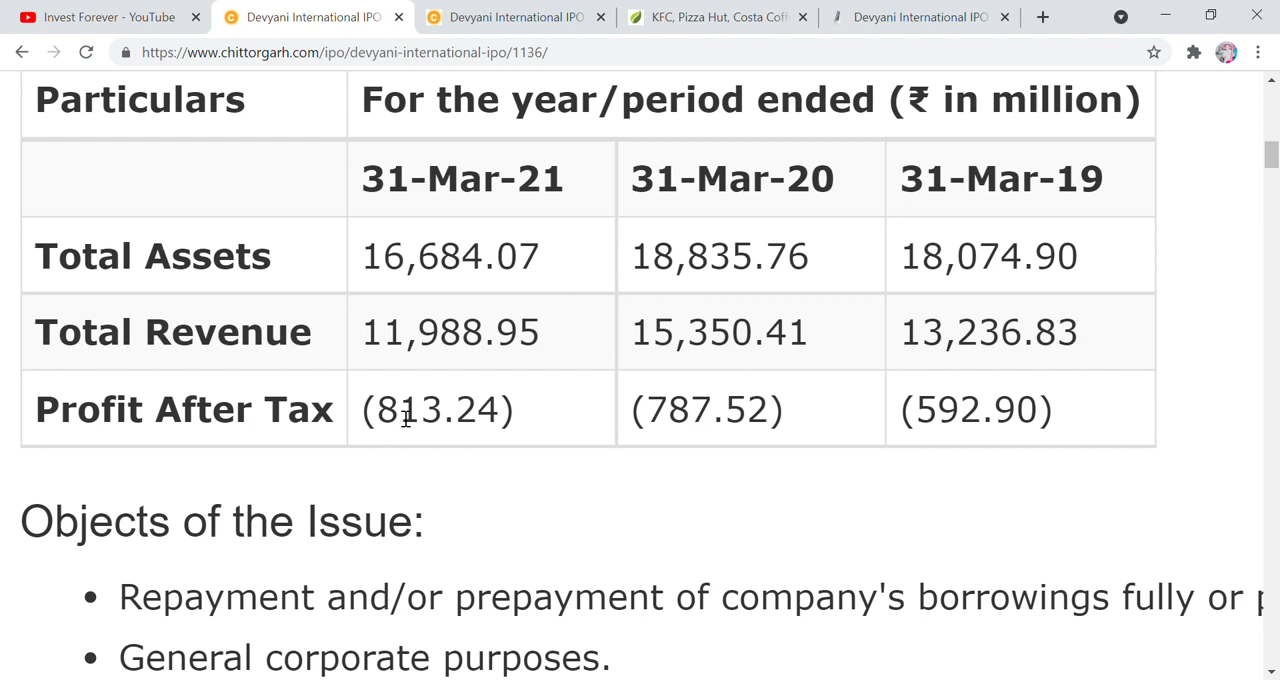 Invest Forever - YouTube
Devyani International IPO
Devyani International IPO
KFC, Pizza Hut, Costa Coff
Devyani International IPO
https://www.chittorgarh.com/ipo/devyani-international-ipo/1136/
Particulars For the year/period ended (₹ in million)
31-Mar-21 31-Mar-20 31-Mar-19
Total Assets 16,684.07 18,835.76 18,074.90
Total Revenue 11,988.95 15,350.41 13,236.83
Profit After Tax (813.24) (787.52) (592.90)
Objects of the Issue:
• Repayment and/or prepayment of company's borrowings fully or
• General corporate purposes.